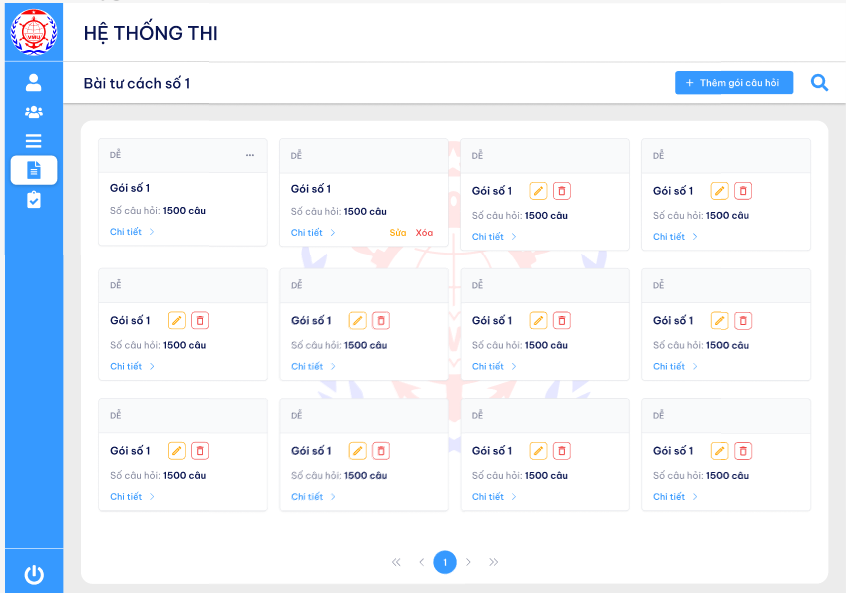 VMU
HỆ THỐNG THI
Bài tư cách số 1
+ Thêm gói câu hỏi
DỄ ...
Gói số 1
Số câu hỏi: 1500 câu
Chi tiết >
DỄ
Gói số 1
Số câu hỏi: 1500 câu
Chi tiết > Sửa Xóa
DỄ
Gói số 1
Số câu hỏi: 1500 câu
Chi tiết >
DỄ
Gói số 1
Số câu hỏi: 1500 câu
Chi tiết >
DỄ
Gói số 1
Số câu hỏi: 1500 câu
Chi tiết >
DỄ
Gói số 1
Số câu hỏi: 1500 câu
Chi tiết >
DỄ
Gói số 1
Số câu hỏi: 1500 câu
Chi tiết >
DỄ
Gói số 1
Số câu hỏi: 1500 câu
Chi tiết >
DỄ
Gói số 1
Số câu hỏi: 1500 câu
Chi tiết >
DỄ
Gói số 1
Số câu hỏi: 1500 câu
Chi tiết >
DỄ
Gói số 1
Số câu hỏi: 1500 câu
Chi tiết >
DỄ
Gói số 1
Số câu hỏi: 1500 câu
Chi tiết >
« < 1 > »